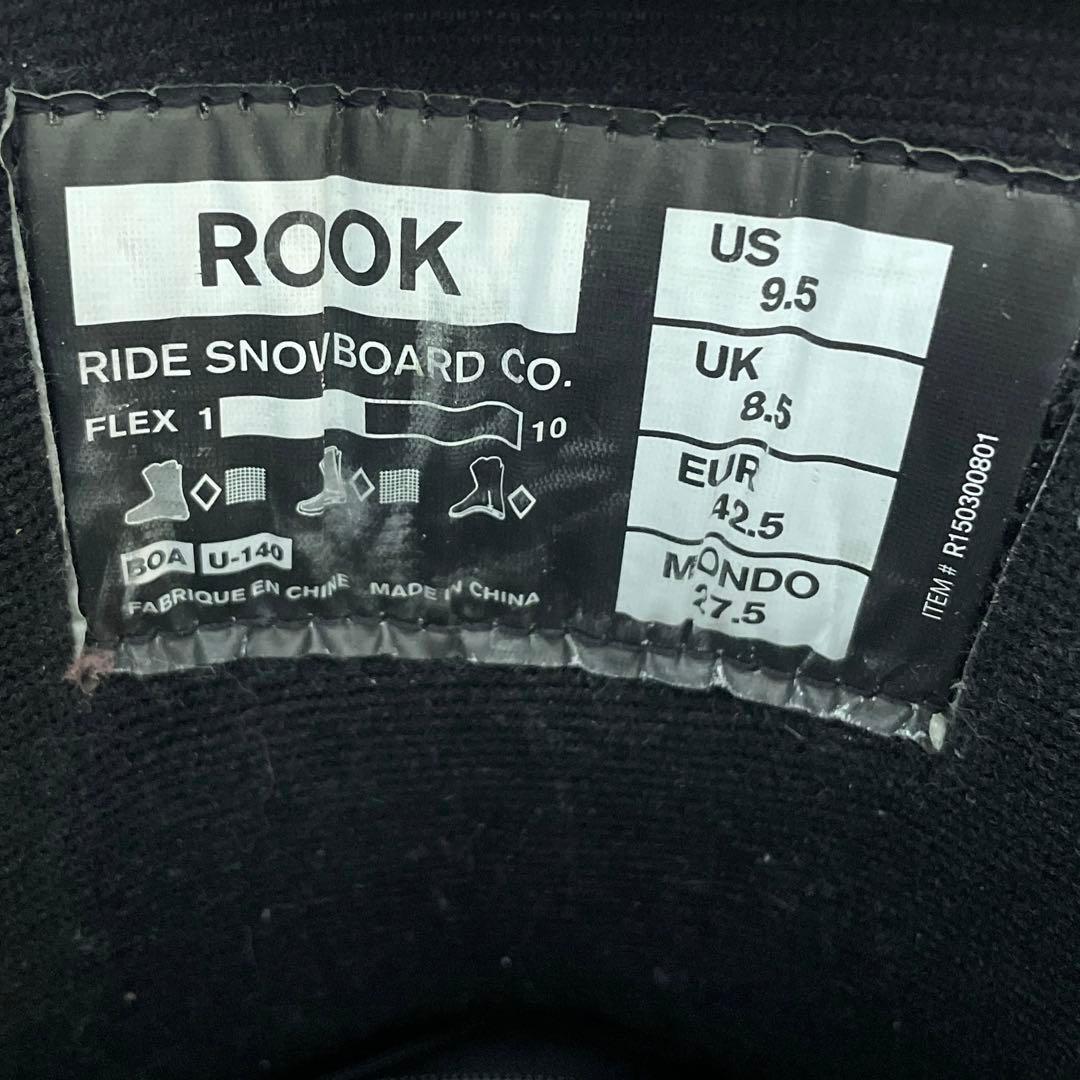 ROOK
RIDE SNOWBOARD CO.
FLEX 1 10
BOA U-140
FABRIQUE EN CHINE MADE IN CHINA
US
9.5
UK
8.5
EUR
42.5
MONDO
27.5
ITEM # R150300801